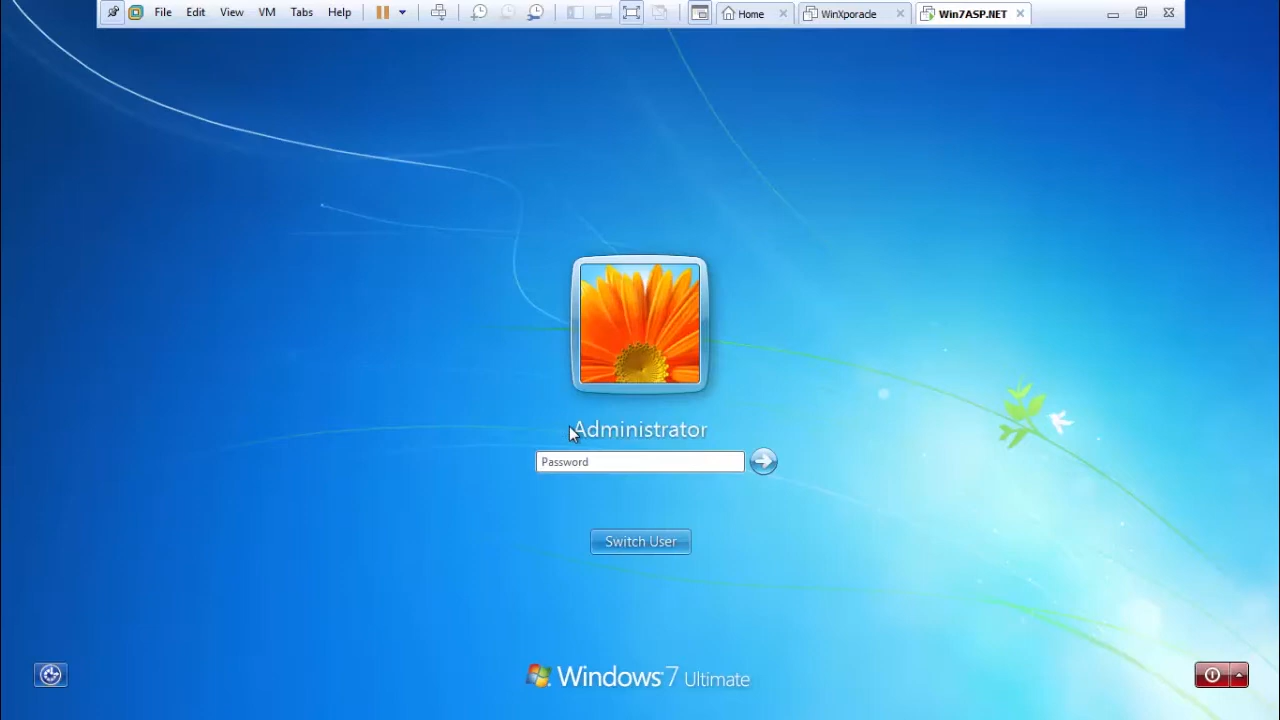 File Edit View VM Tabs Help Home WinXporacle Win7ASP.NET
Administrator
Password
Switch User
Windows 7 Ultimate